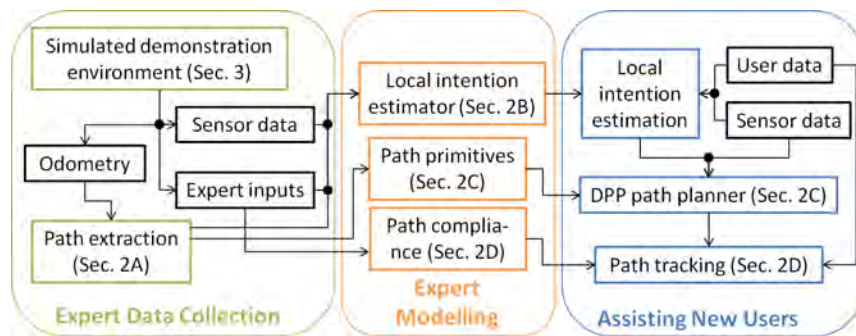 Simulated demonstration
environment (Sec. 3)
Sensor data
Odometry
Expert inputs
Path extraction
(Sec. 2A)
Expert Data Collection
Local intention
estimator (Sec. 2B)
Path primitives
(Sec. 2C)
Path complia-
nce (Sec. 2D)
Expert
Modelling
Local
intention
estimation
User data
Sensor data
DPP path planner (Sec. 2C)
Path tracking (Sec. 2D)
Assisting New Users